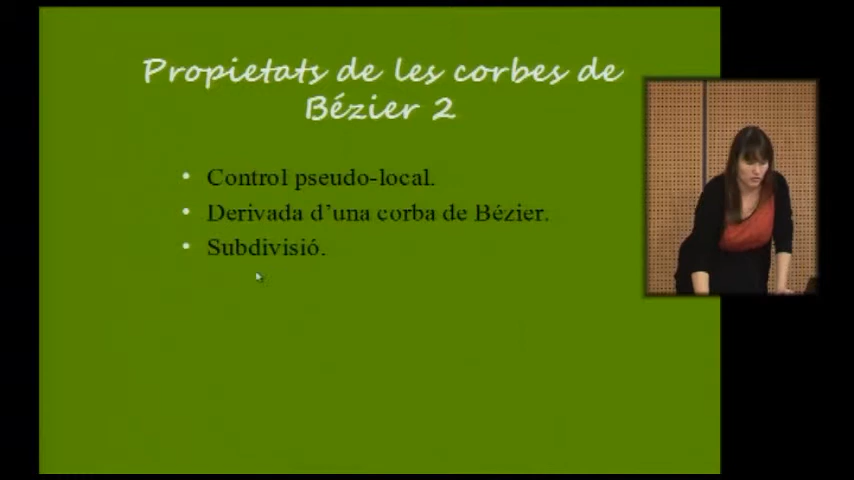 Propietats de les corbes de
Bézier 2
• Control pseudo-local.
• Derivada d'una corba de Bézier.
• Subdivisió.